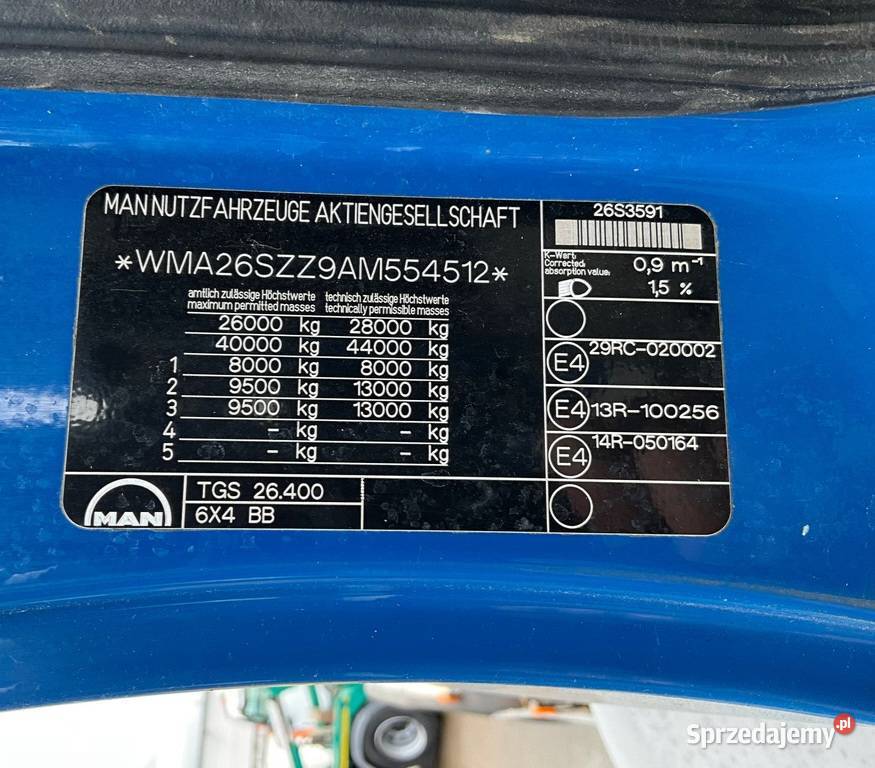 MAN NUTZFAHRZEUGE AKTIENGESELLSCHAFT
*WMA26SZZ9AM554512*
amtlich zulässige Höchstwerte technisch zulässige Höchstwerte
maximum permitted masses technically permissible masses
26000 kg 28000 kg
40000 kg 44000 kg
1 8000 kg 8000 kg
2 9500 kg 13000 kg
3 9500 kg 13000 kg
4 - kg - kg
5 - kg - kg
MAN
TGS 26.400
6X4 BB
26S3591
K-Wert:
Corrected
absorption value:
0,9 m⁻¹
1,5 %
E4 29RC-020002
E4 13R-100256
E4 14R-050164
Sprzedajemy.pl